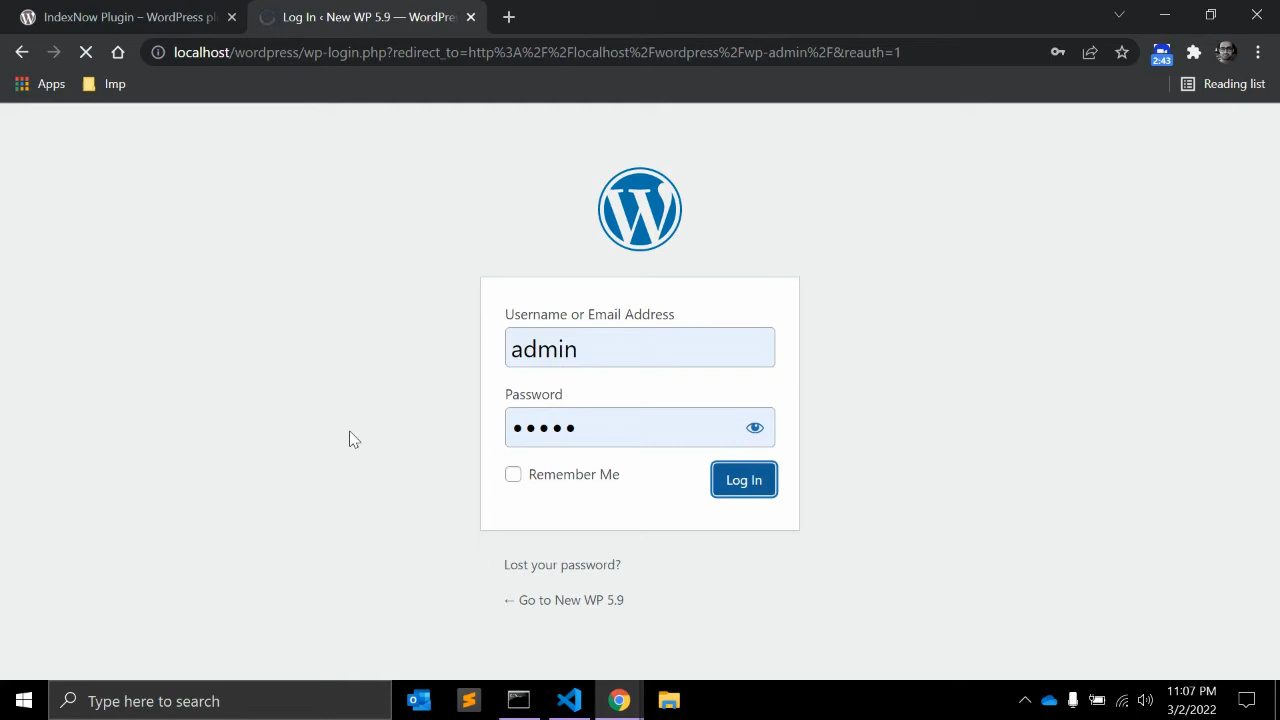 IndexNow Plugin – WordPress pl
Log In ‹ New WP 5.9 — WordPre
localhost/wordpress/wp-login.php?redirect_to=http%3A%2F%2Flocalhost%2Fwordpress%2Fwp-admin%2F&reauth=1
2:43
Apps
Imp
Reading list
Username or Email Address
admin
Password
Remember Me
Log In
Lost your password?
← Go to New WP 5.9
Type here to search
11:07 PM
3/2/2022